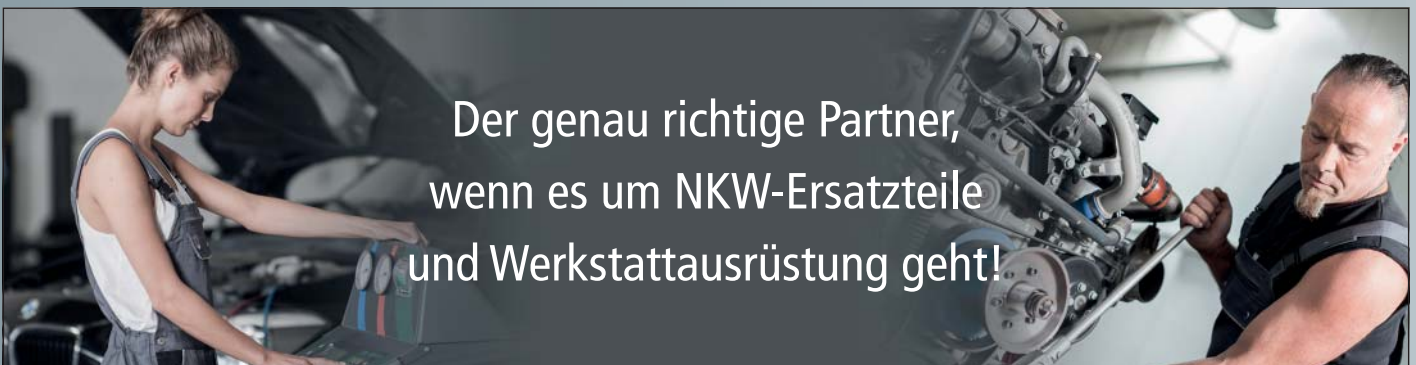 Der genau richtige Partner,
wenn es um NKW-Ersatzteile
und Werkstattausrüstung geht!